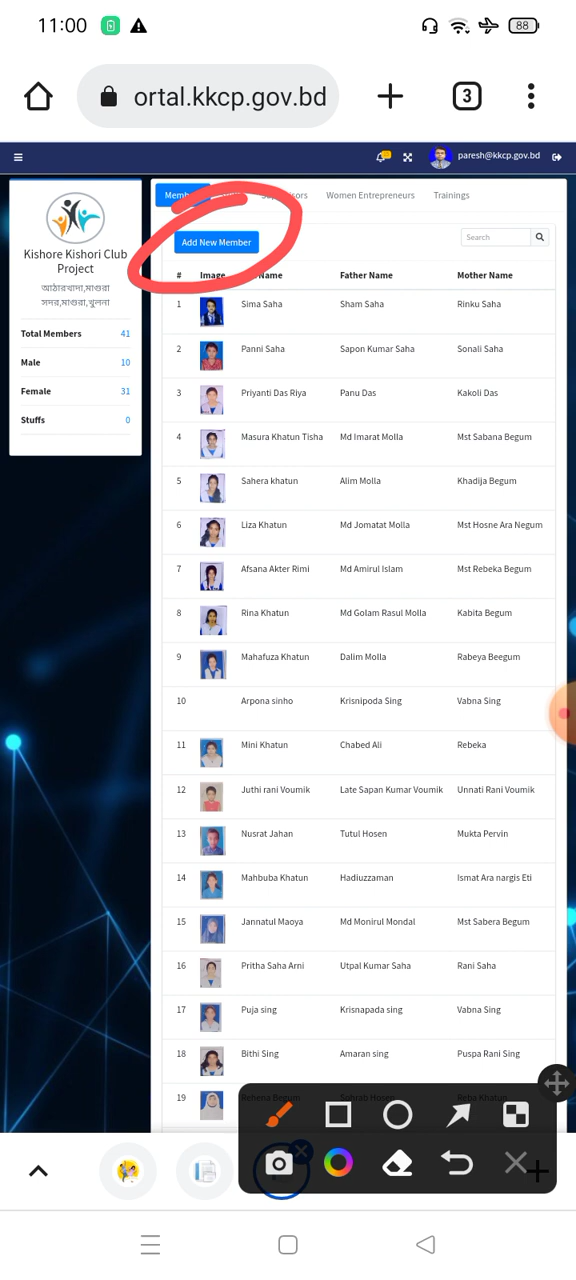 11:00
88
ortal.kkcp.gov.bd
3
paresh@kkcp.gov.bd
Women Entrepreneurs Trainings
Add New Member
Search
Kishore Kishori Club
Project
আঠারখাদা,মাগুরা
সদর,মাগুরা,খুলনা
Total Members 41
Male 10
Female 31
Stuffs 0
# Image Name Father Name Mother Name
1 Sima Saha Sham Saha Rinku Saha
2 Panni Saha Sapon Kumar Saha Sonali Saha
3 Priyanti Das Riya Panu Das Kakoli Das
4 Masura Khatun Tisha Md Imarat Molla Mst Sabana Begum
5 Sahera khatun Alim Molla Khadija Begum
6 Liza Khatun Md Jomatat Molla Mst Hosne Ara Negum
7 Afsana Akter Rimi Md Amirul Islam Mst Rebeka Begum
8 Rina Khatun Md Golam Rasul Molla Kabita Begum
9 Mahafuza Khatun Dalim Molla Rabeya Beegum
10 Arpona sinho Krisnipoda Sing Vabna Sing
11 Mini Khatun Chabed Ali Rebeka
12 Juthi rani Voumik Late Sapan Kumar Voumik Unnati Rani Voumik
13 Nusrat Jahan Tutul Hosen Mukta Pervin
14 Mahbuba Khatun Hadiuzzaman Ismat Ara nargis Eti
15 Jannatul Maoya Md Monirul Mondal Mst Sabera Begum
16 Pritha Saha Arni Utpal Kumar Saha Rani Saha
17 Puja sing Krisnapada sing Vabna Sing
18 Bithi Sing Amaran sing Puspa Rani Sing
19 Rehena Begum Suhrab Hosen Reba Khatun